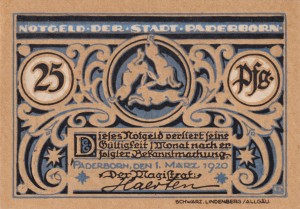 NOTGELD·DER·STADT·PADERBORN
25 Pfg
Dieses Notgeld verliert seine
Gültigkeit 1 Monat nach er
folgter Bekanntmachung.
PADERBORN, DEN 1. MÄRZ 1920
Der Magistrat
Haerten
SCHWARZ, LINDENBERG /ALLGÄU.